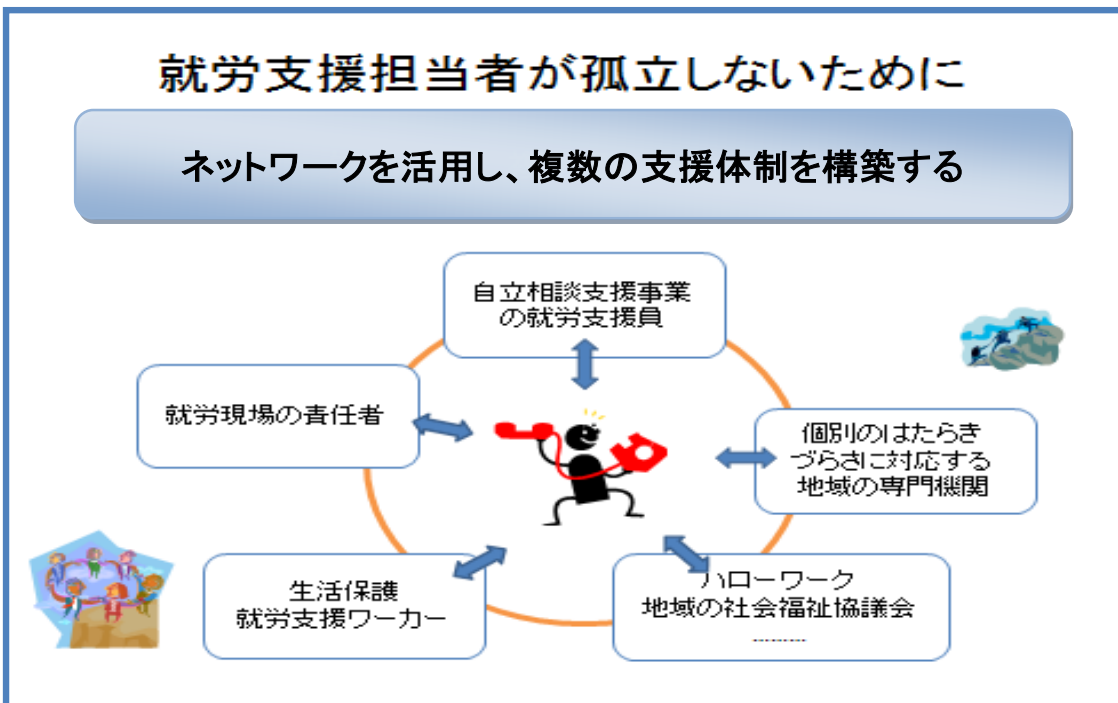 就労支援担当者が孤立しないために
ネットワークを活用し、複数の支援体制を構築する
自立相談支援事業
の就労支援員
就労現場の責任者
個別のはたらき
づらさに対応する
地域の専門機関
生活保護
就労支援ワーカー
ハローワーク
地域の社会福祉協議会
………